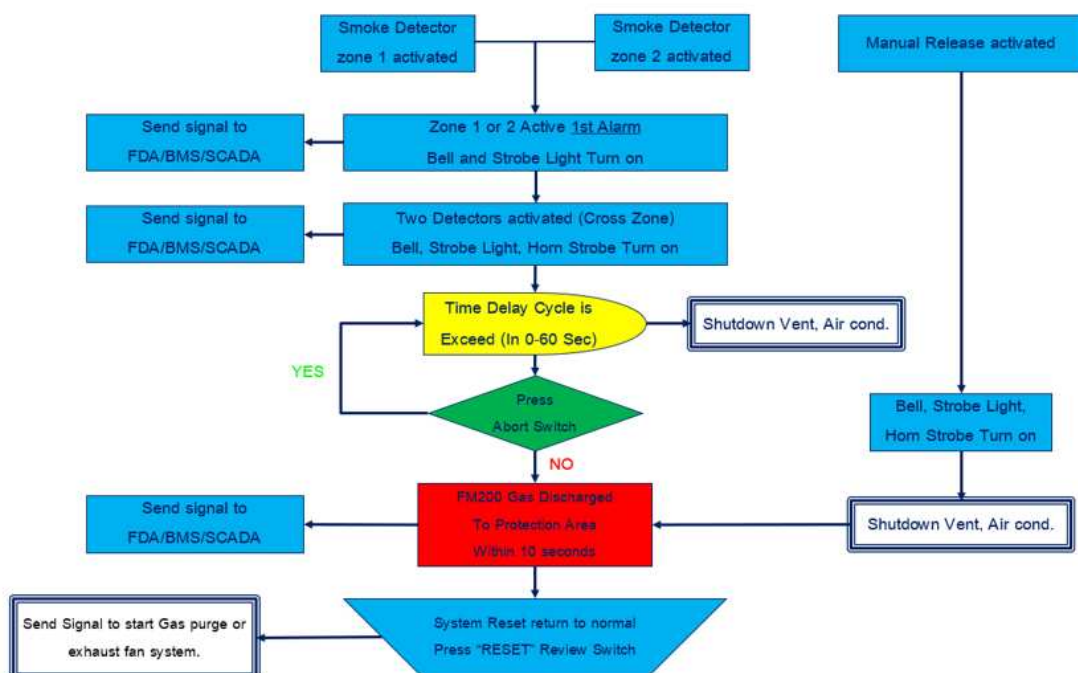 Smoke Detector
zone 1 activated
Smoke Detector
zone 2 activated
Manual Release activated
Send signal to
FDA/BMS/SCADA
Zone 1 or 2 Active 1st Alarm
Bell and Strobe Light Turn on
Send signal to
FDA/BMS/SCADA
Two Detectors activated (Cross Zone)
Bell, Strobe Light, Horn Strobe Turn on
Time Delay Cycle is
Exceed (In 0-60 Sec)
Shutdown Vent, Air cond.
YES
Press
Abort Switch
Bell, Strobe Light,
Horn Strobe Turn on
NO
Send signal to
FDA/BMS/SCADA
FM200 Gas Discharged
To Protection Area
Within 10 seconds
Shutdown Vent, Air cond.
Send Signal to start Gas purge or
exhaust fan system.
System Reset return to normal
Press “RESET” Review Switch